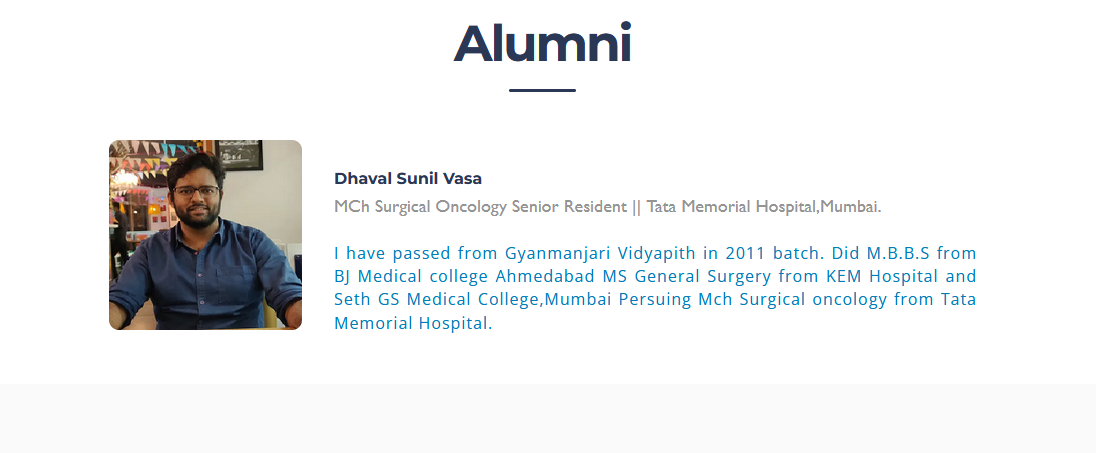 Alumni
Dhaval Sunil Vasa
MCh Surgical Oncology Senior Resident || Tata Memorial Hospital,Mumbai.
I have passed from Gyanmanjari Vidyapith in 2011 batch. Did M.B.B.S from
BJ Medical college Ahmedabad MS General Surgery from KEM Hospital and
Seth GS Medical College,Mumbai Persuing Mch Surgical oncology from Tata
Memorial Hospital.